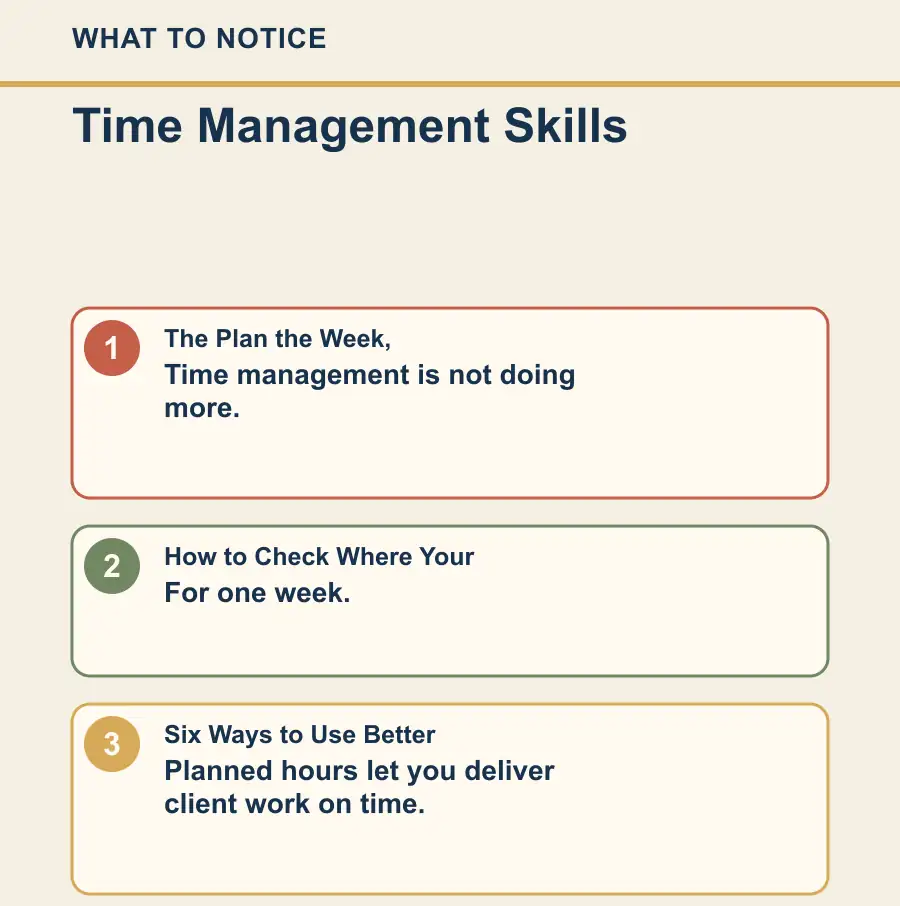 WHAT TO NOTICE
Time Management Skills
1
The Plan the Week,
Time management is not doing
more.
2
How to Check Where Your
For one week.
3
Six Ways to Use Better
Planned hours let you deliver
client work on time.